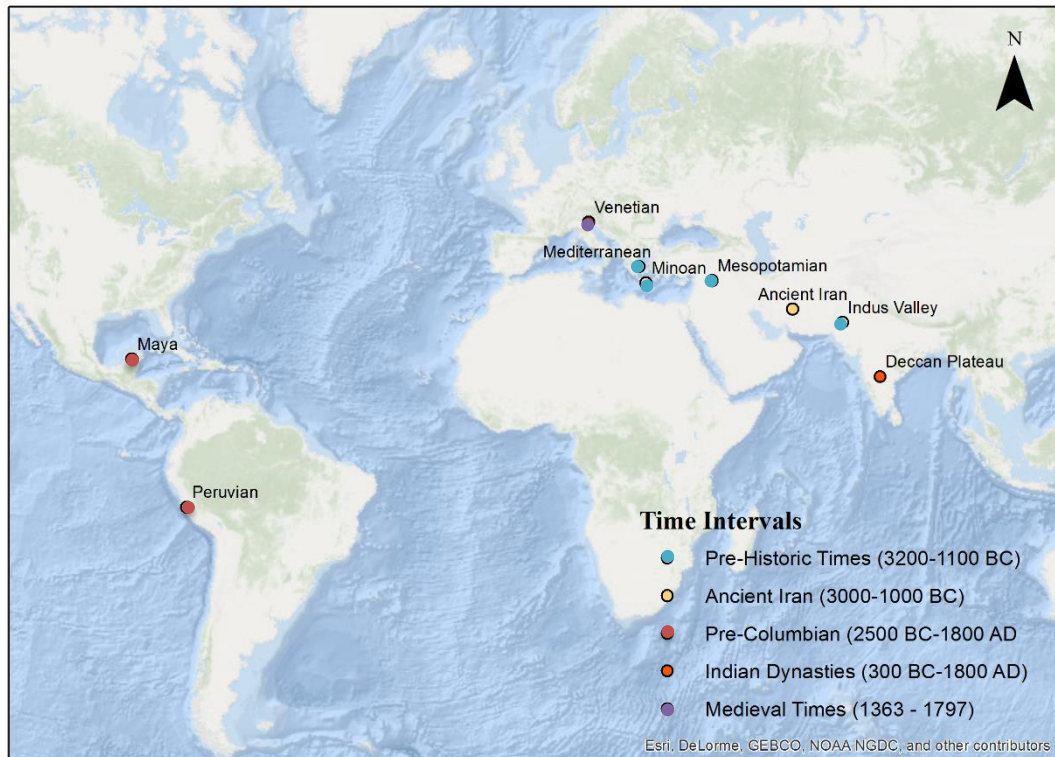 N
Venetian
Mediterranean
Minoan
Mesopotamian
Ancient Iran
Indus Valley
Maya
Deccan Plateau
Peruvian
Time Intervals
Pre-Historic Times (3200-1100 BC)
Ancient Iran (3000-1000 BC)
Pre-Columbian (2500 BC-1800 AD
Indian Dynasties (300 BC-1800 AD)
Medieval Times (1363 - 1797)
Esri, DeLorme, GEBCO, NOAA NGDC, and other contributors